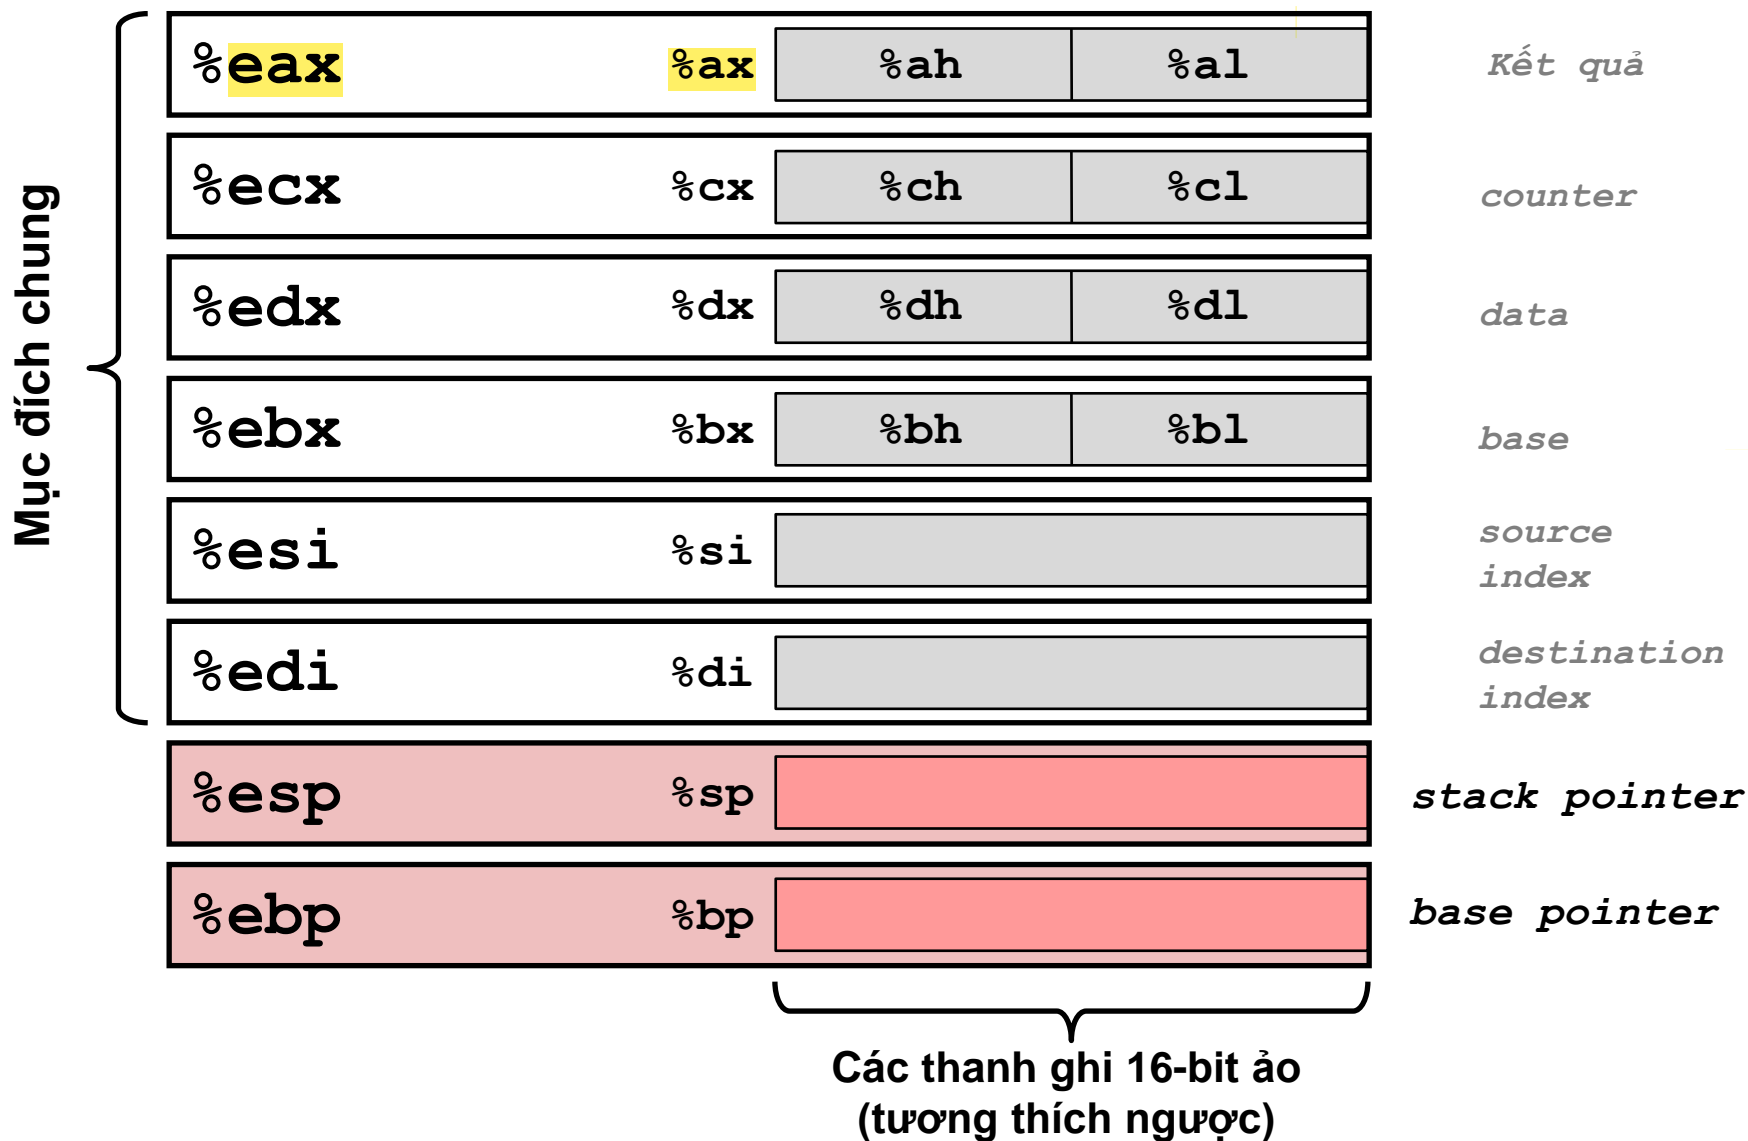 Mục đích chung
%eax %ax %ah %al Kết quả
%ecx %cx %ch %cl counter
%edx %dx %dh %dl data
%ebx %bx %bh %bl base
%esi %si source
index
%edi %di destination
index
%esp %sp stack pointer
%ebp %bp base pointer
Các thanh ghi 16-bit ảo
(tương thích ngược)